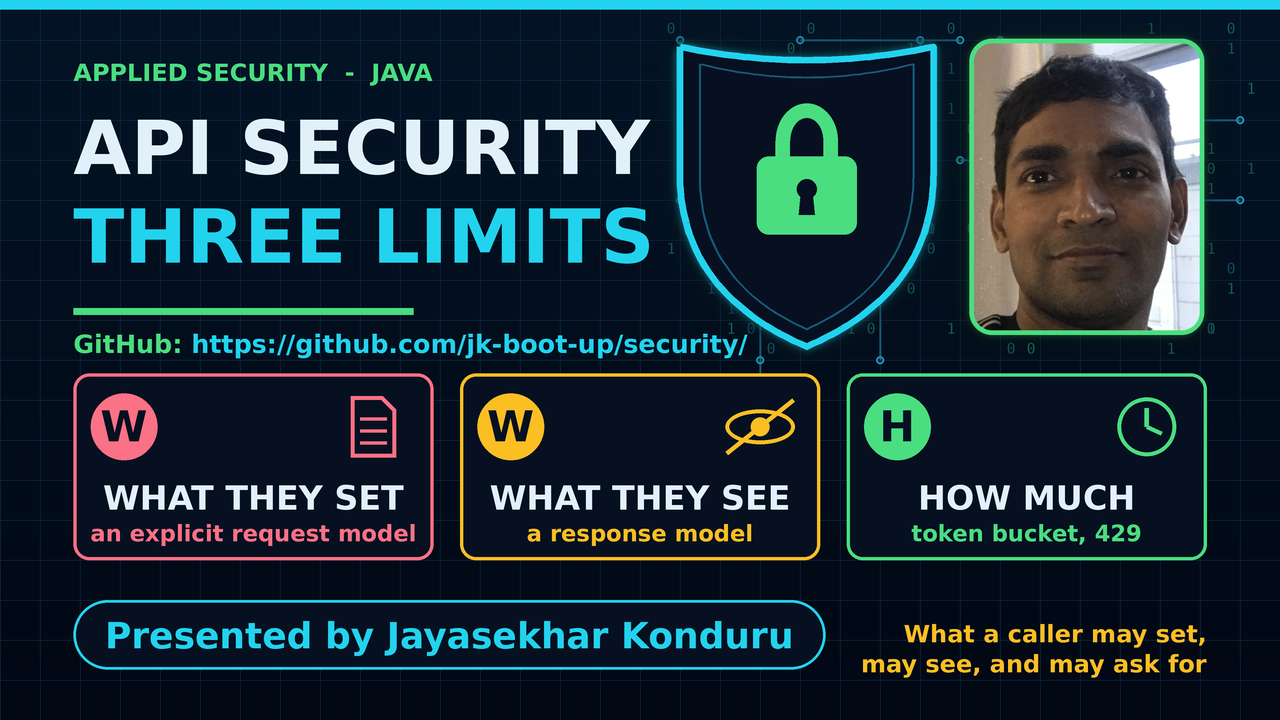 APPLIED SECURITY - JAVA
API SECURITY
THREE LIMITS
GitHub: https://github.com/jk-boot-up/security/
W
WHAT THEY SET
an explicit request model
W
WHAT THEY SEE
a response model
H
HOW MUCH
token bucket, 429
Presented by Jayasekhar Konduru
What a caller may set,
may see, and may ask for